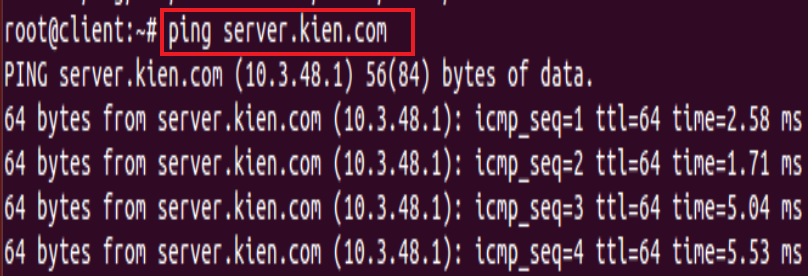 root@client:~# ping server.kien.com
PING server.kien.com (10.3.48.1) 56(84) bytes of data.
64 bytes from server.kien.com (10.3.48.1): icmp_seq=1 ttl=64 time=2.58 ms
64 bytes from server.kien.com (10.3.48.1): icmp_seq=2 ttl=64 time=1.71 ms
64 bytes from server.kien.com (10.3.48.1): icmp_seq=3 ttl=64 time=5.04 ms
64 bytes from server.kien.com (10.3.48.1): icmp_seq=4 ttl=64 time=5.53 ms